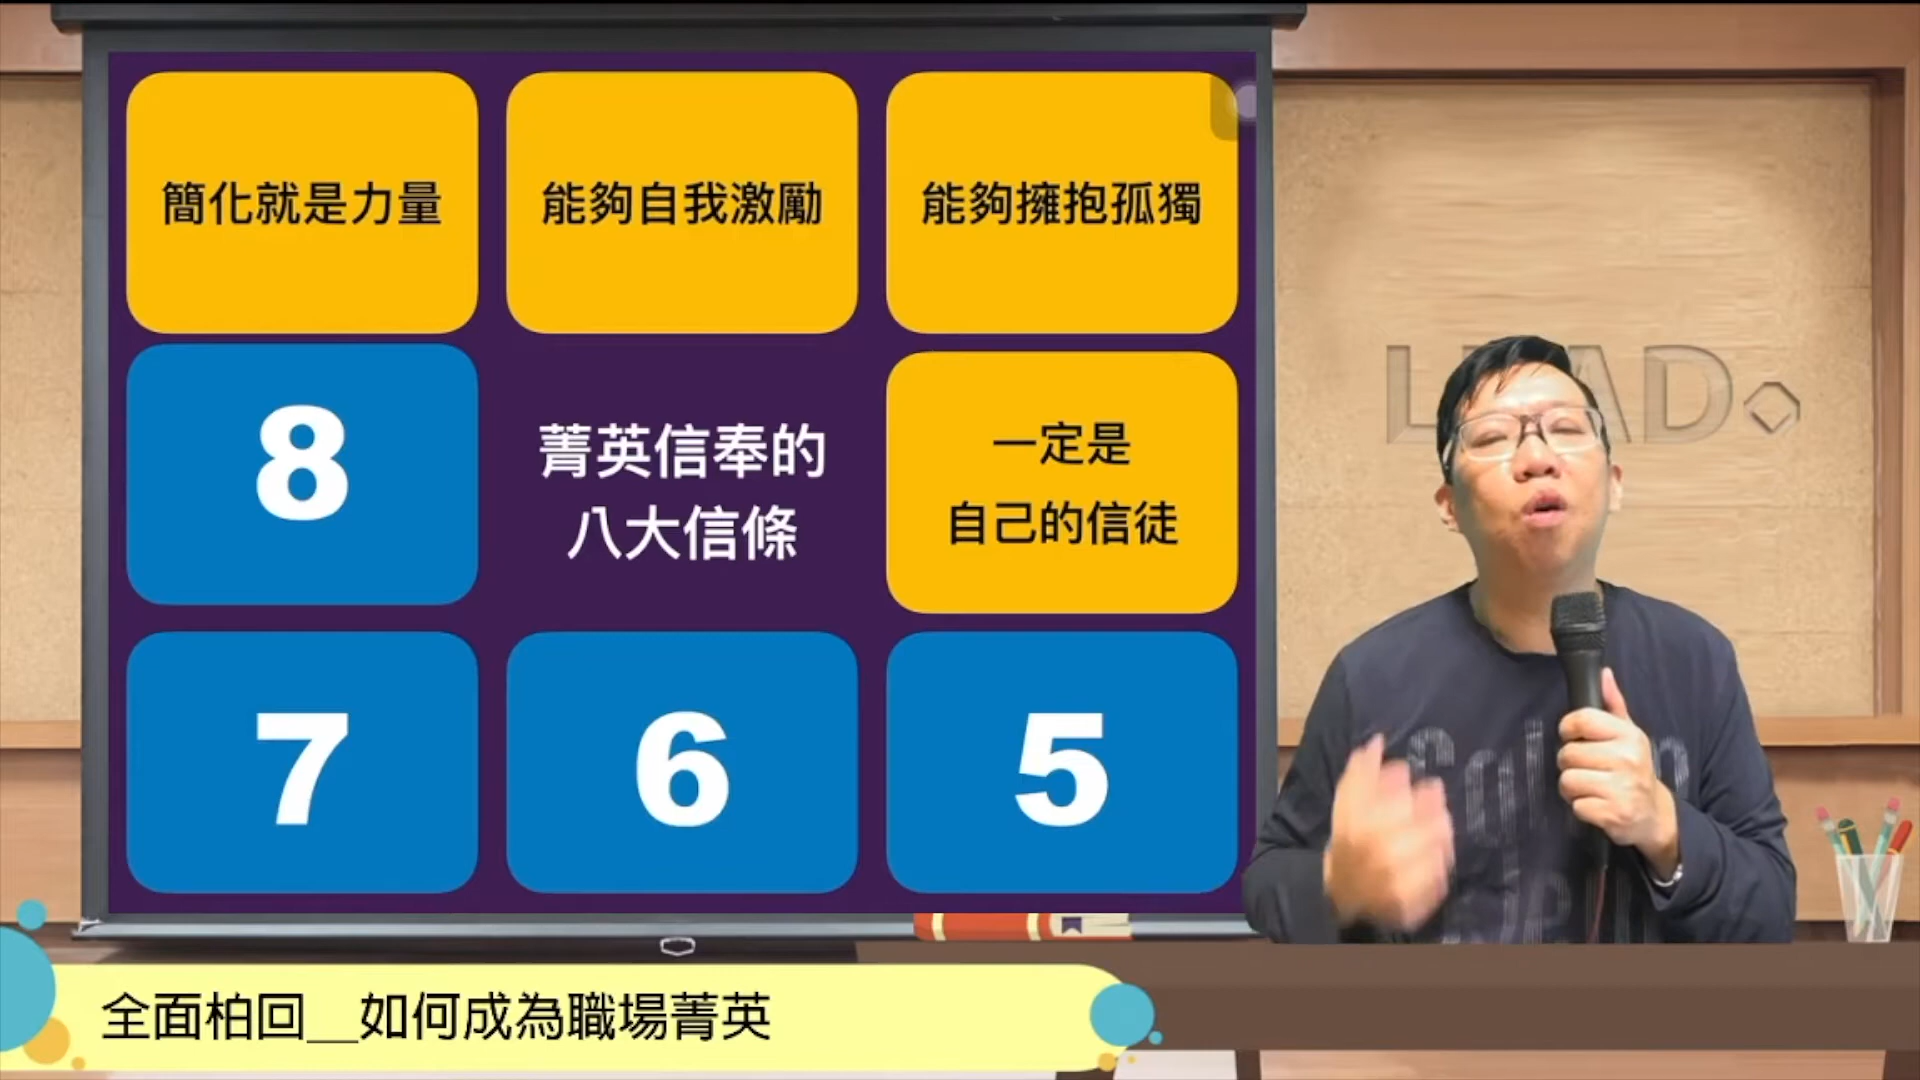 簡化就是力量
能夠自我激勵
能夠擁抱孤獨
8
菁英信奉的
八大信條
一定是
自己的信徒
7
6
5
全面柏回__如何成為職場菁英